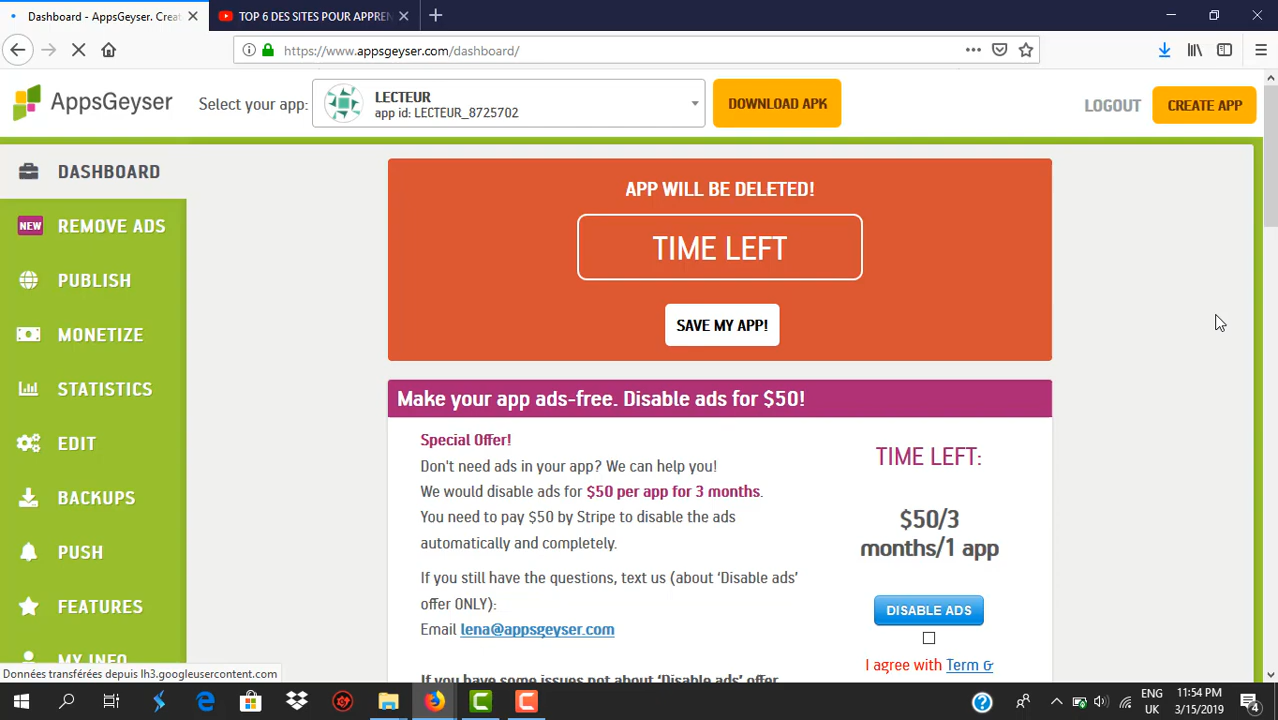 Dashboard - AppsGeyser. Creat
TOP 6 DES SITES POUR APPREN
https://www.appsgeyser.com/dashboard/
AppsGeyser
Select your app:
LECTEUR
app id: LECTEUR_8725702
DOWNLOAD APK
LOGOUT
CREATE APP
DASHBOARD
NEW REMOVE ADS
PUBLISH
MONETIZE
STATISTICS
EDIT
BACKUPS
PUSH
FEATURES
MY INFO
APP WILL BE DELETED!
TIME LEFT
SAVE MY APP!
Make your app ads-free. Disable ads for $50!
Special Offer!
Don't need ads in your app? We can help you!
We would disable ads for $50 per app for 3 months.
You need to pay $50 by Stripe to disable the ads
automatically and completely.
If you still have the questions, text us (about 'Disable ads'
offer ONLY):
Email lena@appsgeyser.com
If you have some issues not about 'Disable ads' offer
TIME LEFT:
$50/3
months/1 app
DISABLE ADS
I agree with Term &
Données transférées depuis lh3.googleusercontent.com
ENG
UK
11:54 PM
3/15/2019
4